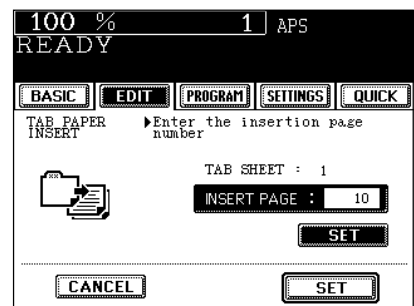 100 % 1 APS
READY
BASIC EDIT PROGRAM SETTINGS QUICK
TAB PAPER ▶Enter the insertion page
INSERT number
TAB SHEET : 1
xx
INSERT PAGE : 10
SET
CANCEL SET